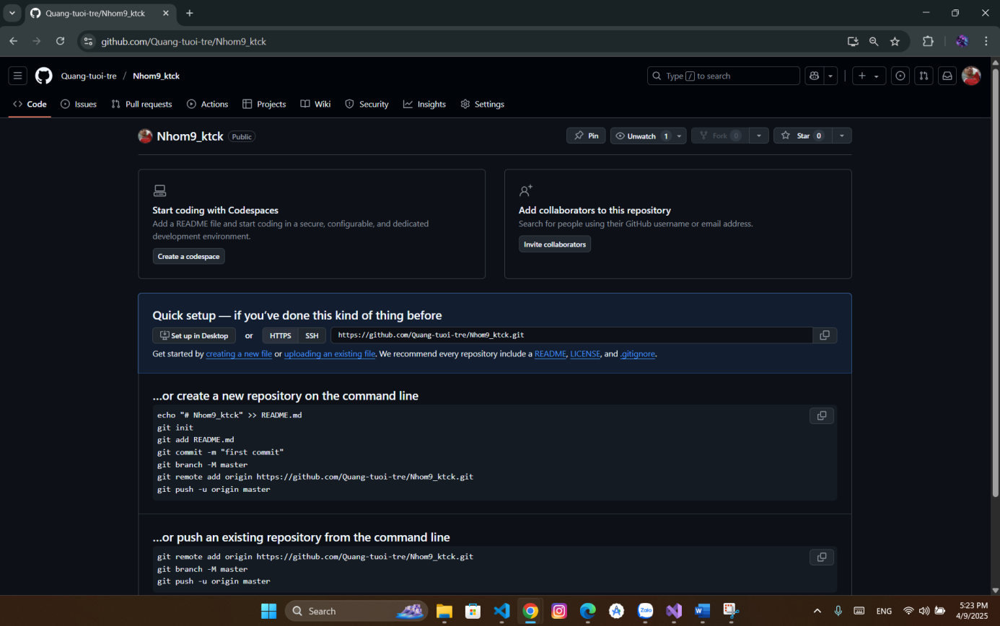 Quang-tuoi-tre/Nhom9_ktck
github.com/Quang-tuoi-tre/Nhom9_ktck
Quang-tuoi-tre / Nhom9_ktck
Type / to search
Code Issues Pull requests Actions Projects Wiki Security Insights Settings
Nhom9_ktck Public
Pin Unwatch 1 Fork 0 Star 0
Start coding with Codespaces
Add a README file and start coding in a secure, configurable, and dedicated
development environment.
Create a codespace
Add collaborators to this repository
Search for people using their GitHub username or email address.
Invite collaborators
Quick setup — if you’ve done this kind of thing before
Set up in Desktop or HTTPS SSH https://github.com/Quang-tuoi-tre/Nhom9_ktck.git
Get started by creating a new file or uploading an existing file. We recommend every repository include a README, LICENSE, and .gitignore.
…or create a new repository on the command line
echo "# Nhom9_ktck" >> README.md
git init
git add README.md
git commit -m "first commit"
git branch -M master
git remote add origin https://github.com/Quang-tuoi-tre/Nhom9_ktck.git
git push -u origin master
…or push an existing repository from the command line
git remote add origin https://github.com/Quang-tuoi-tre/Nhom9_ktck.git
git branch -M master
git push -u origin master
Search
Zalo
ENG
5:23 PM
4/9/2025